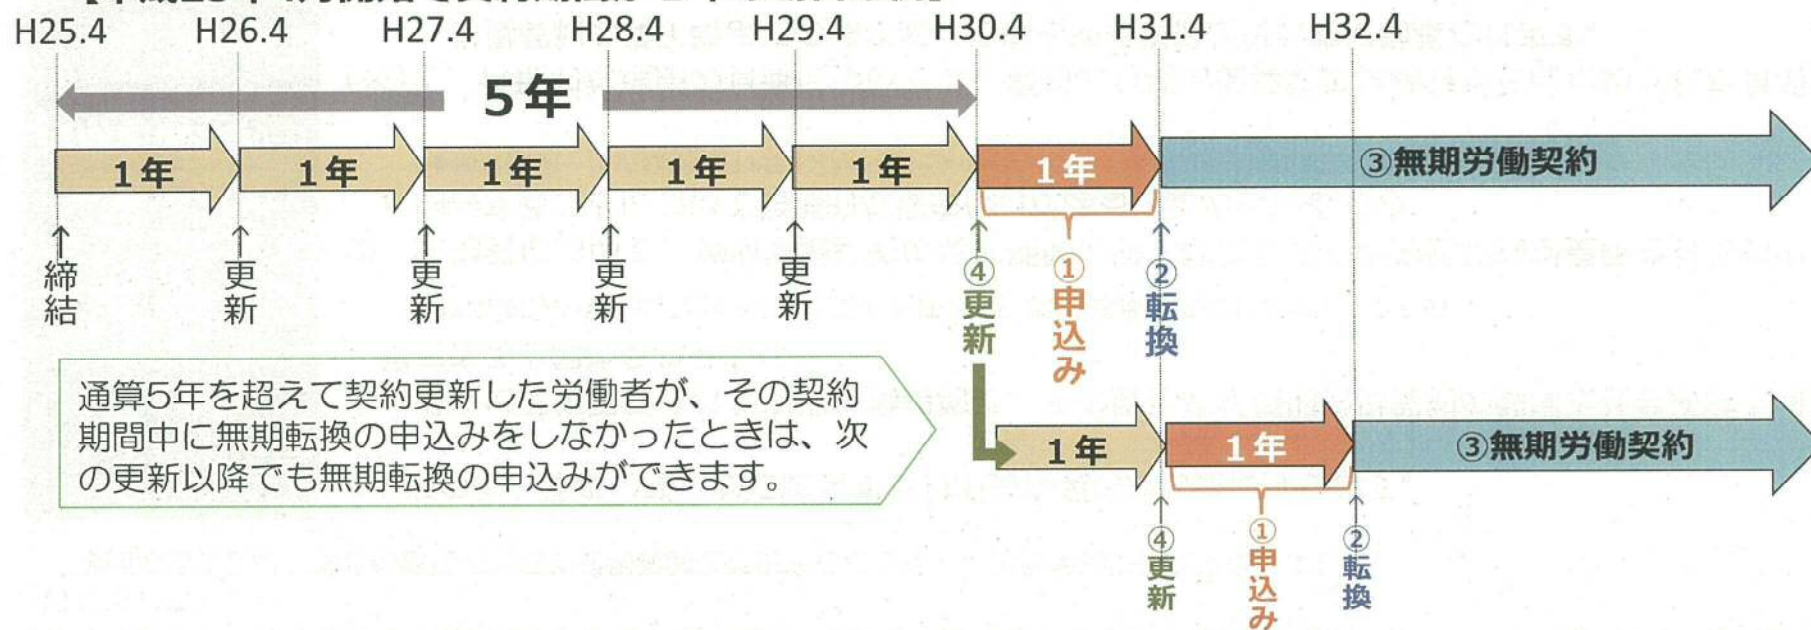 H25.4 H26.4 H27.4 H28.4 H29.4 H30.4 H31.4 H32.4
5年
1年 1年 1年 1年 1年 1年 ③無期労働契約
締結
更新
更新
更新
更新
④更新
①申込み
②転換
通算5年を超えて契約更新した労働者が、その契約
期間中に無期転換の申込みをしなかったときは、次
の更新以降でも無期転換の申込みができます。
1年 1年 ③無期労働契約
④更新
①申込み
②転換